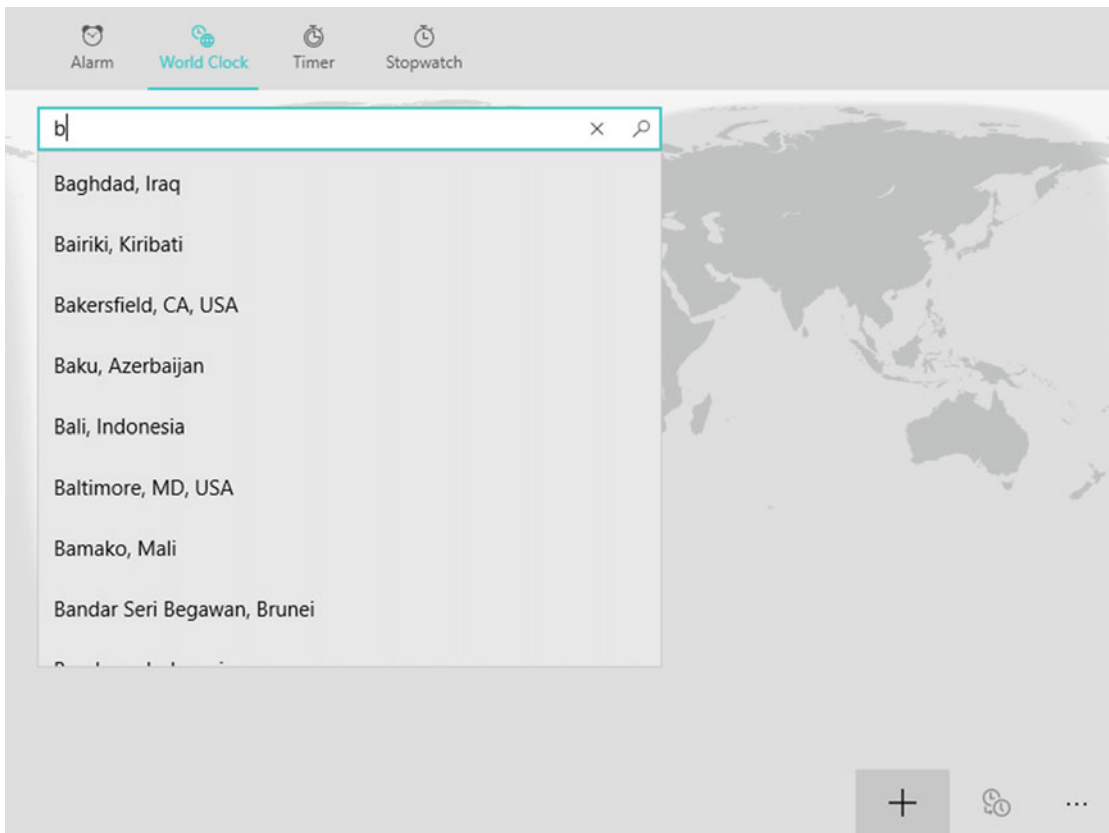 Alarm World Clock Timer Stopwatch
b
Baghdad, Iraq
Bairiki, Kiribati
Bakersfield, CA, USA
Baku, Azerbaijan
Bali, Indonesia
Baltimore, MD, USA
Bamako, Mali
Bandar Seri Begawan, Brunei